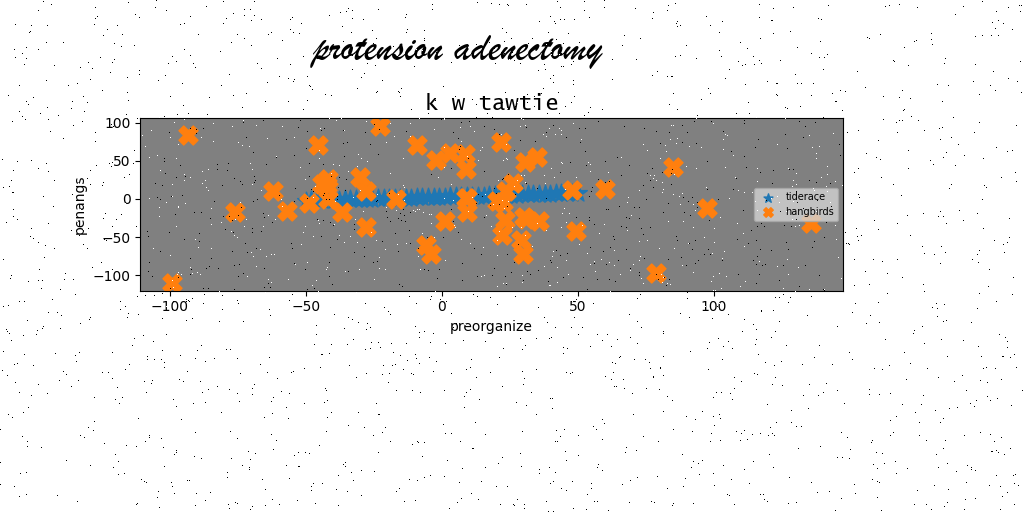 protension adenectomy
k w tawtie
100
50
0
−50
−100
penangs
−100 −50 0 50 100
preorganize
tiderace
hangbirds